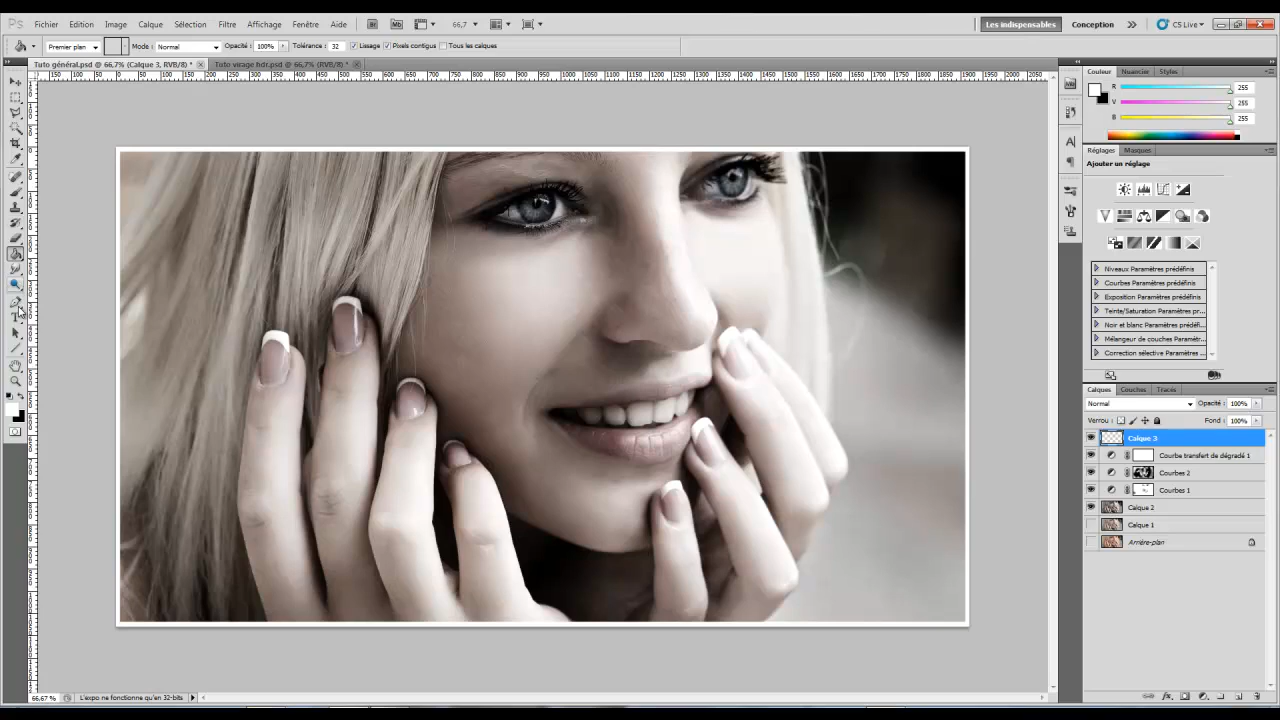 Ps Fichier Edition Image Calque Sélection Filtre Affichage Fenêtre Aide Br Mb 66,7 Les indispensables Conception CS Live
Premier plan Mode: Normal Opacité: 100% Tolérance: 32 Lissage Pixels contigus Tous les calques
Tuto général.psd @ 66,7% (Calque 3, RVB/8) * Tuto virage hdr.psd @ 66,7% (RVB/8) *
Couleur Nuancier Styles
R 255
V 255
B 255
Réglages Masques
Ajouter un réglage
Niveaux Paramètres prédéfinis
Courbes Paramètres prédéfinis
Exposition Paramètres prédéfinis
Teinte/Saturation Paramètres pr...
Noir et blanc Paramètres prédéfi...
Mélangeur de couches Paramètr...
Correction sélective Paramètres ...
Calques Couches Tracés
Normal Opacité: 100%
Verrou : Fond : 100%
Calque 3
Courbe transfert de dégradé 1
Courbes 2
Courbes 1
Calque 2
Calque 1
Arrière-plan
66,67 % L'expo ne fonctionne qu'en 32-bits